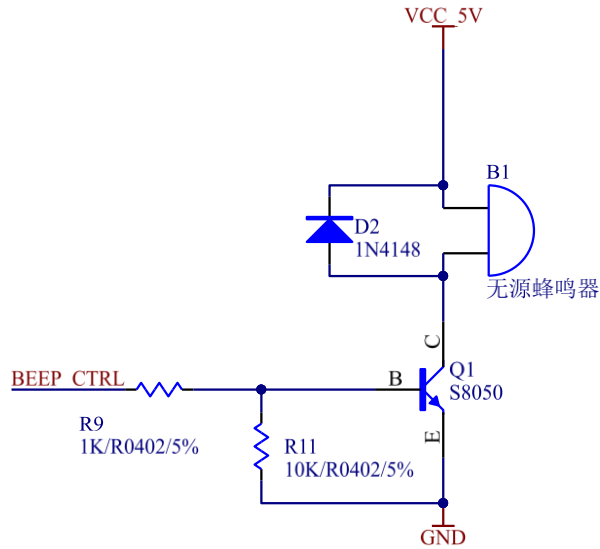 VCC_5V
B1
D2
1N4148
无源蜂鸣器
C
Q1
S8050
B
BEEP_CTRL
E
R9
1K/R0402/5%
R11
10K/R0402/5%
GND